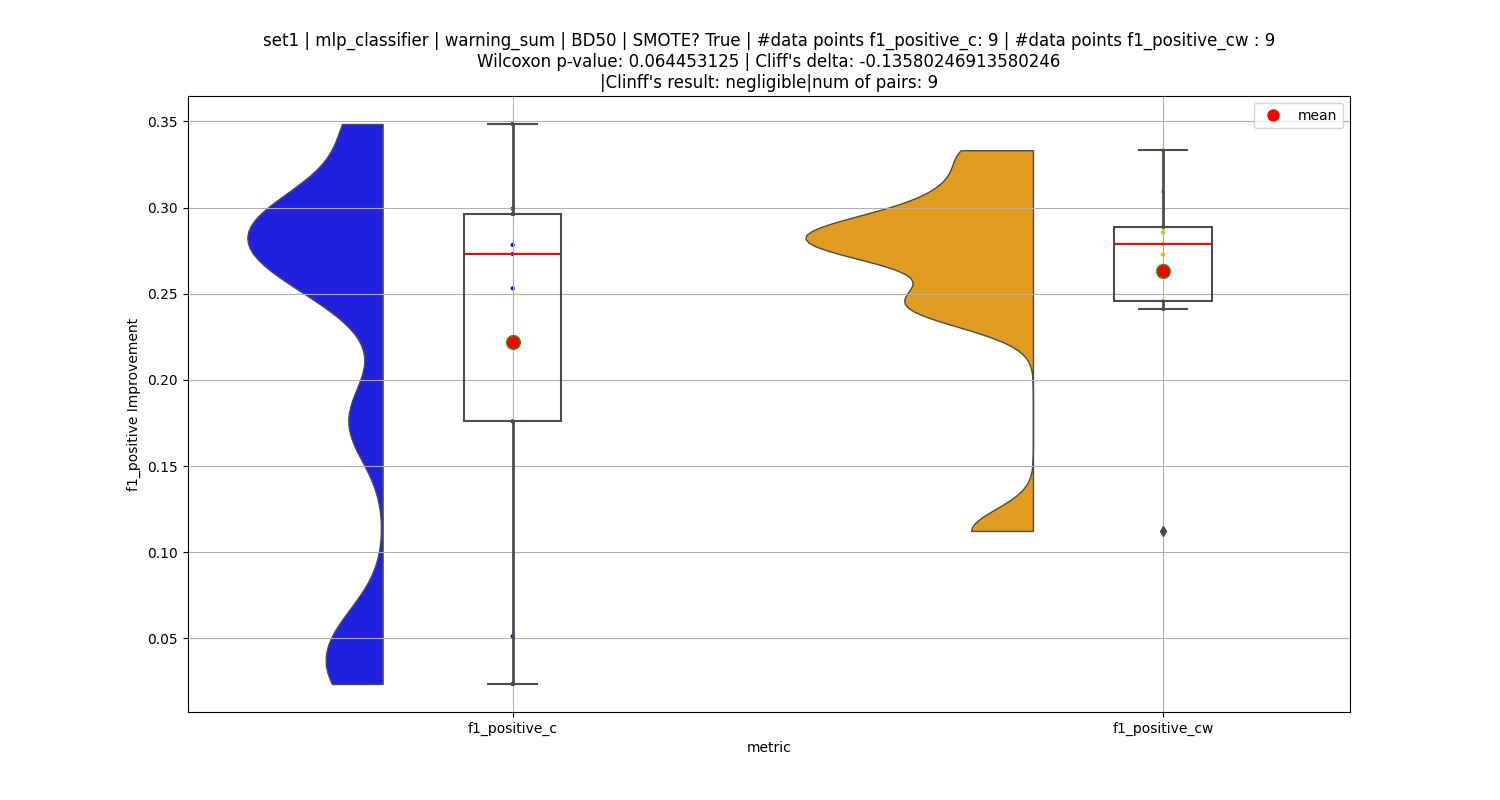 set1 | mlp_classifier | warning_sum | BD50 | SMOTE? True | #data points f1_positive_c: 9 | #data points f1_positive_cw : 9
Wilcoxon p-value: 0.064453125 | Cliff's delta: -0.13580246913580246
|Clinff's result: negligible|num of pairs: 9
mean
0.35
0.30
0.25
0.20
0.15
0.10
0.05
f1_positive Improvement
f1_positive_c
f1_positive_cw
metric